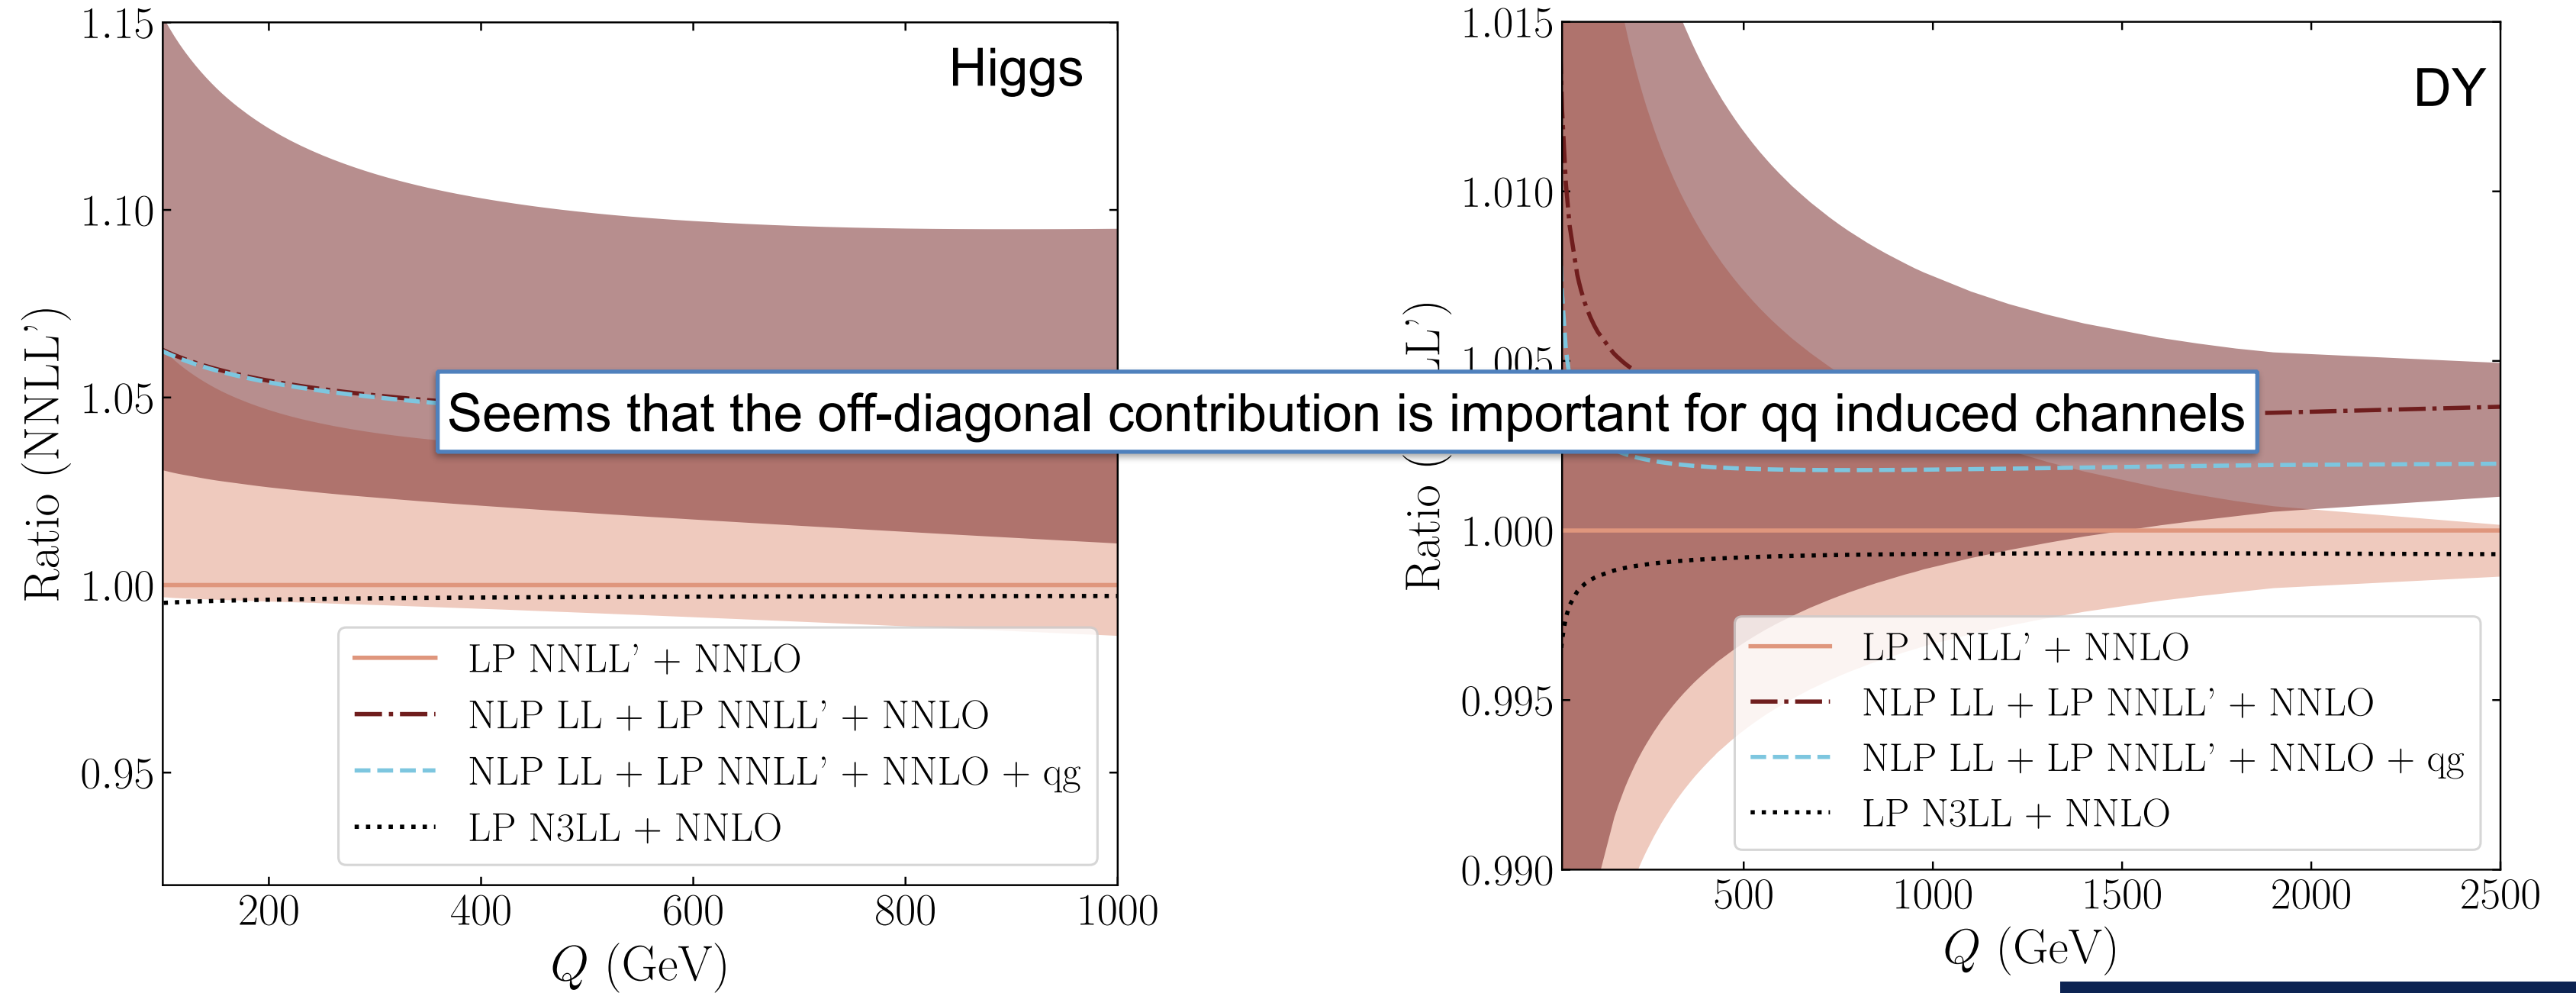 1.15
1.10
1.05
1.00
0.95
Ratio (NNLL')
Higgs
LP NNLL' + NNLO
NLP LL + LP NNLL' + NNLO
NLP LL + LP NNLL' + NNLO + qg
LP N3LL + NNLO
200 400 600 800 1000
Q (GeV)
Seems that the off-diagonal contribution is important for qq induced channels
1.015
1.010
1.005
1.000
0.995
0.990
Ratio ( LL')
DY
LP NNLL' + NNLO
NLP LL + LP NNLL' + NNLO
NLP LL + LP NNLL' + NNLO + qg
LP N3LL + NNLO
500 1000 1500 2000 2500
Q (GeV)